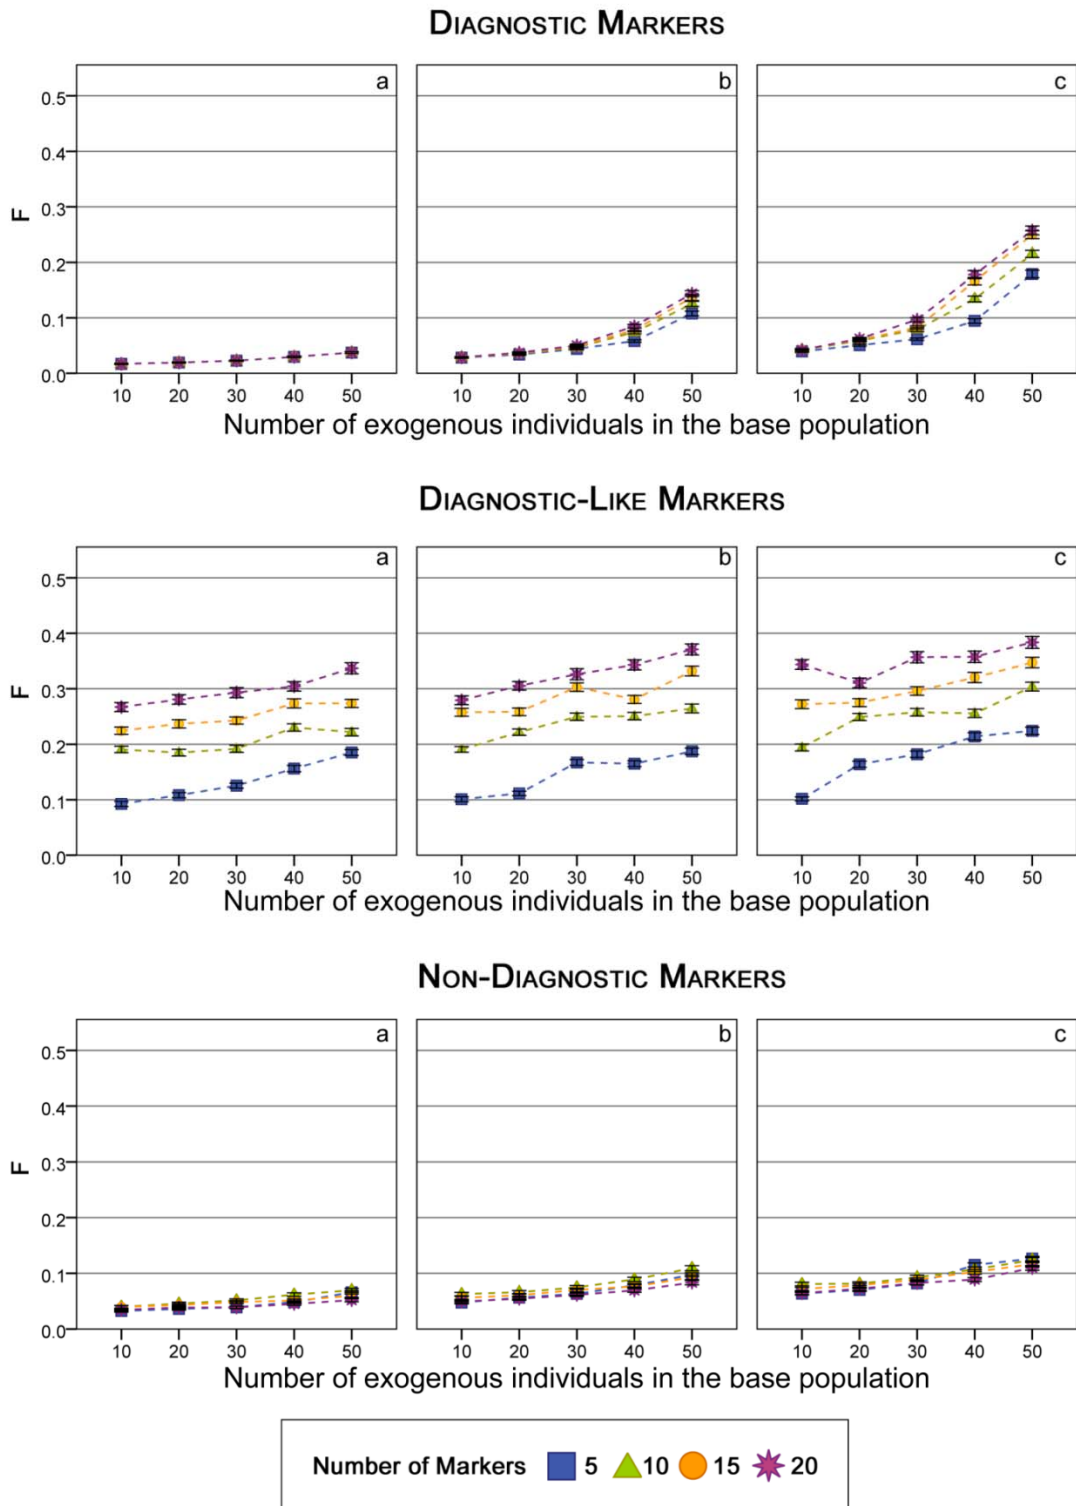 DIAGNOSTIC MARKERS
a b c
0.5
0.4
0.3
F
0.2
0.1
0.0
10 20 30 40 50 10 20 30 40 50 10 20 30 40 50
Number of exogenous individuals in the base population
DIAGNOSTIC-LIKE MARKERS
a b c
0.5
0.4
0.3
F
0.2
0.1
0.0
10 20 30 40 50 10 20 30 40 50 10 20 30 40 50
Number of exogenous individuals in the base population
NON-DIAGNOSTIC MARKERS
a b c
0.5
0.4
0.3
F
0.2
0.1
0.0
10 20 30 40 50 10 20 30 40 50 10 20 30 40 50
Number of exogenous individuals in the base population
Number of Markers 5 10 15 20